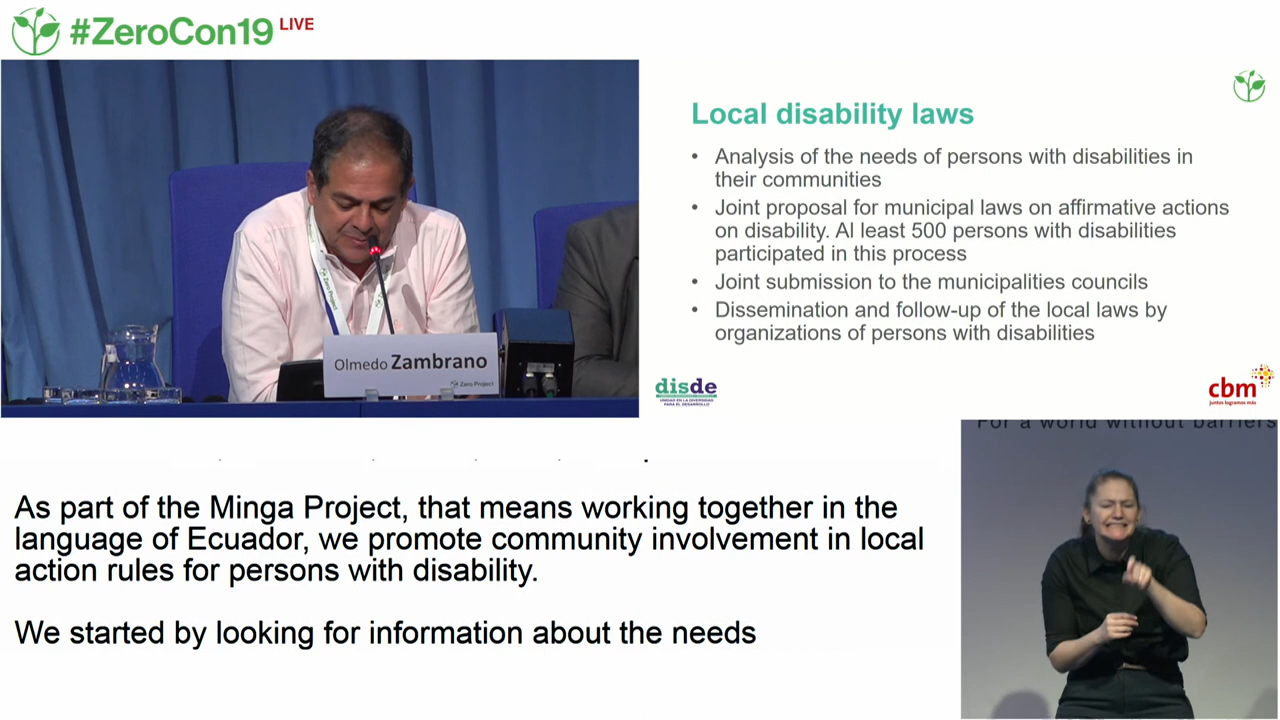 #ZeroCon19 LIVE
Local disability laws
• Analysis of the needs of persons with disabilities in
their communities
• Joint proposal for municipal laws on affirmative actions
on disability. Al least 500 persons with disabilities
participated in this process
• Joint submission to the municipalities councils
• Dissemination and follow-up of the local laws by
organizations of persons with disabilities
Zero Project
Olmedo Zambrano
Zero Project
disde
UNIDAD EN LA DIVERSIDAD
PARA EL DESARROLLO
cbm
juntos logramos más
For a world without barriers
As part of the Minga Project, that means working together in the
language of Ecuador, we promote community involvement in local
action rules for persons with disability.
We started by looking for information about the needs